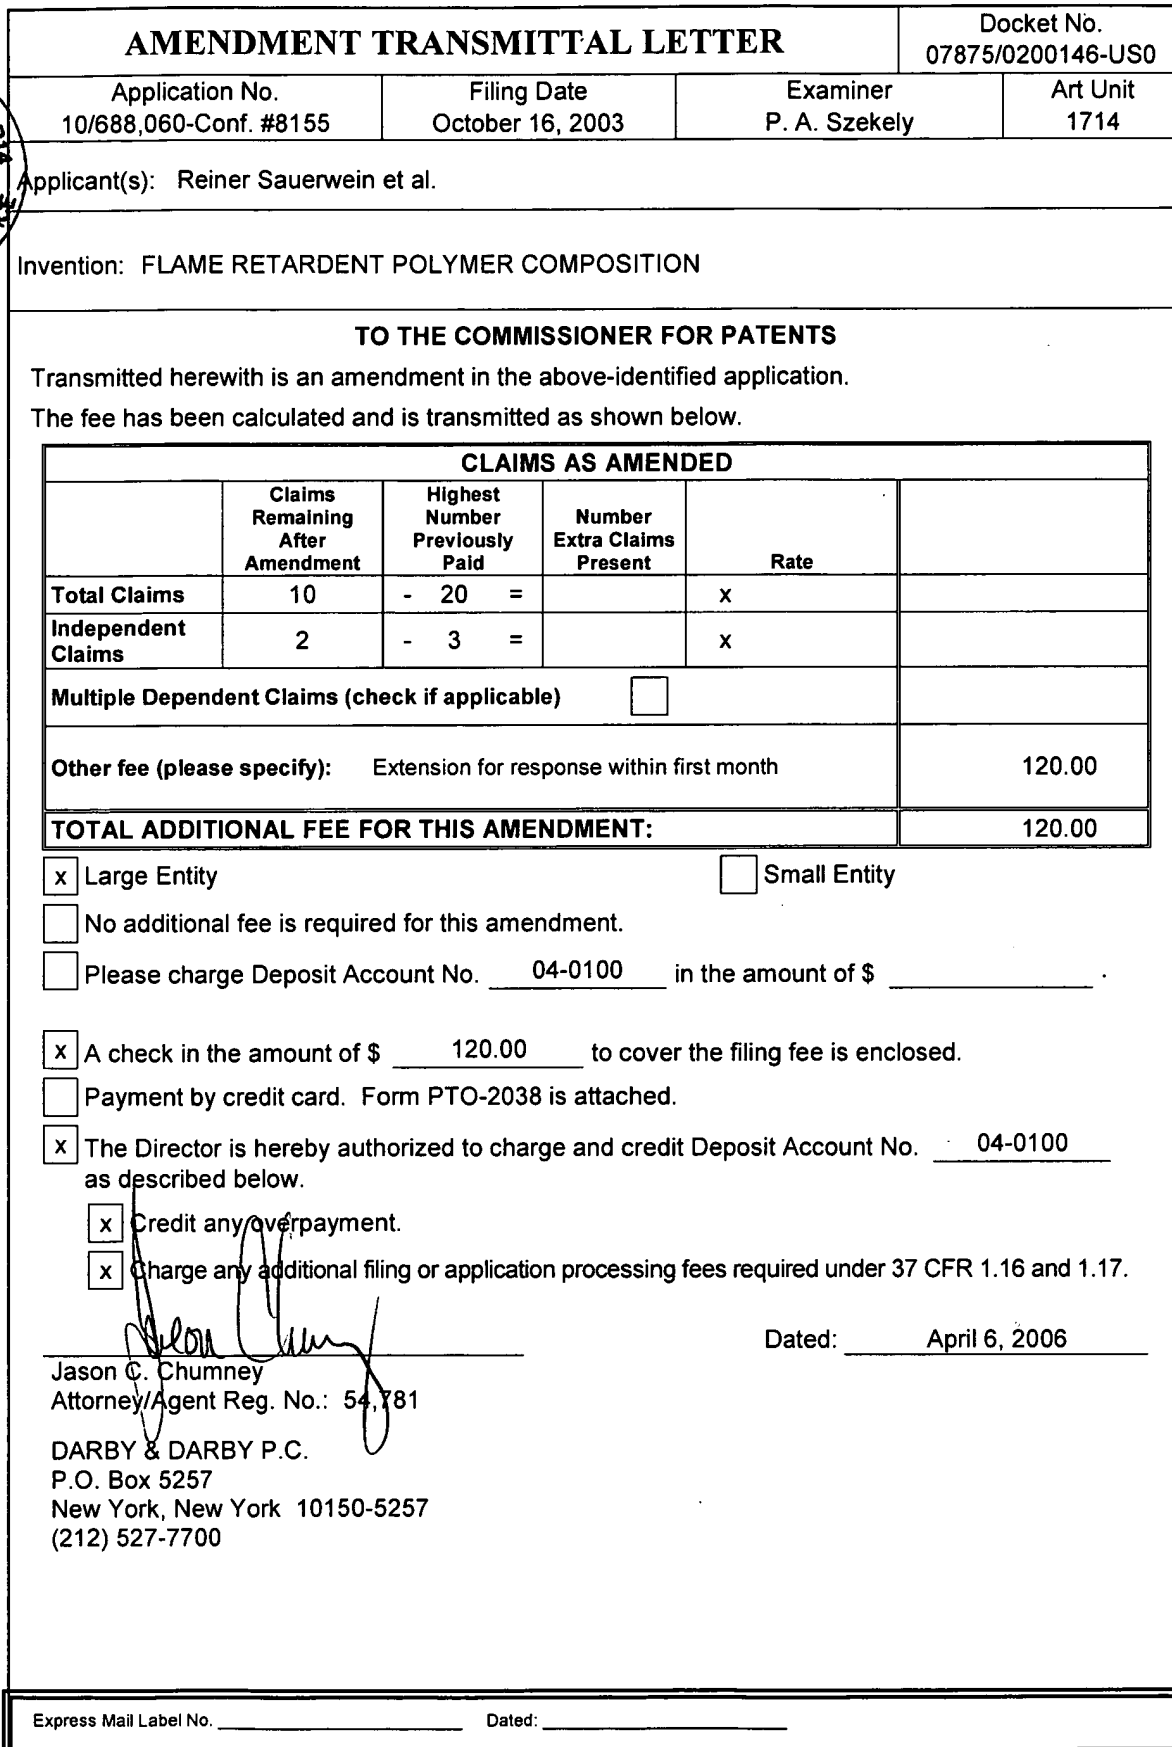 AMENDMENT TRANSMITTAL LETTER
Docket No.
07875/0200146-US0
Application No.
10/688,060-Conf. #8155
Filing Date
October 16, 2003
Examiner
P. A. Szekely
Art Unit
1714
Applicant(s): Reiner Sauerwein et al.
Invention: FLAME RETARDENT POLYMER COMPOSITION
TO THE COMMISSIONER FOR PATENTS
Transmitted herewith is an amendment in the above-identified application.
The fee has been calculated and is transmitted as shown below.
CLAIMS AS AMENDED
Claims Remaining After Amendment
Highest Number Previously Paid
Number Extra Claims Present
Rate
Total Claims 10 - 20 = x
Independent Claims 2 - 3 = x
Multiple Dependent Claims (check if applicable)
Other fee (please specify): Extension for response within first month 120.00
TOTAL ADDITIONAL FEE FOR THIS AMENDMENT: 120.00
x Large Entity Small Entity
No additional fee is required for this amendment.
Please charge Deposit Account No. 04-0100 in the amount of $ .
x A check in the amount of $ 120.00 to cover the filing fee is enclosed.
Payment by credit card. Form PTO-2038 is attached.
x The Director is hereby authorized to charge and credit Deposit Account No. 04-0100
as described below.
x Credit any overpayment.
x Charge any additional filing or application processing fees required under 37 CFR 1.16 and 1.17.
Dated: April 6, 2006
Jason C. Chumney
Attorney/Agent Reg. No.: 54,781
DARBY & DARBY P.C.
P.O. Box 5257
New York, New York 10150-5257
(212) 527-7700
Express Mail Label No. Dated: